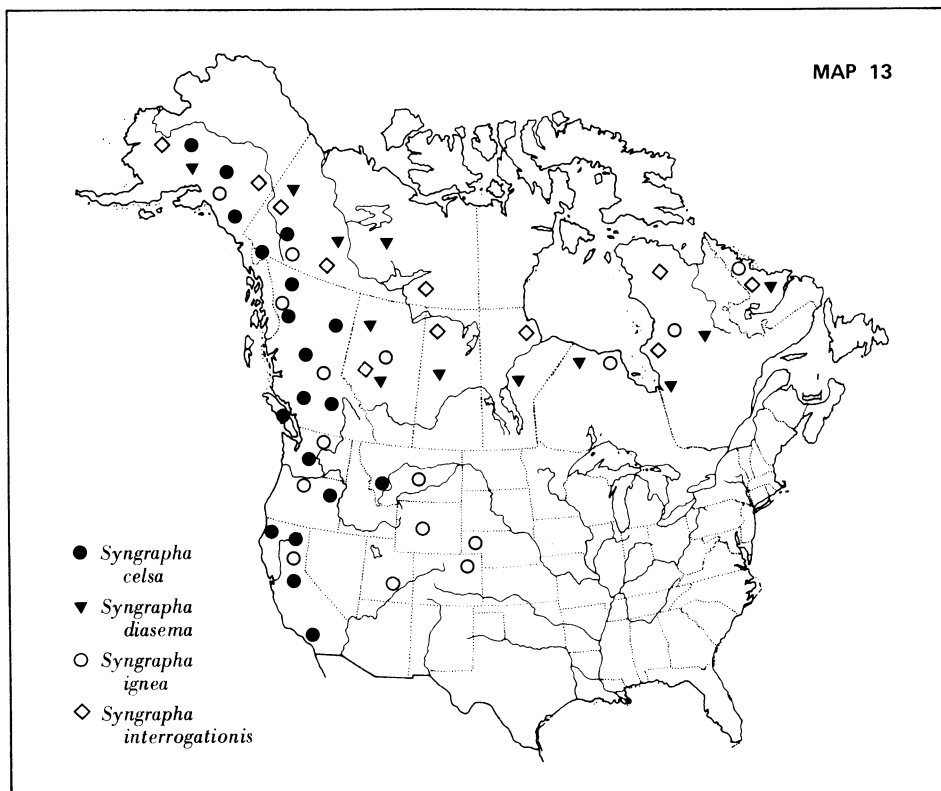 MAP 13
Syngrapha
celsa
Syngrapha
diasema
Syngrapha
ignea
Syngrapha
interrogationis